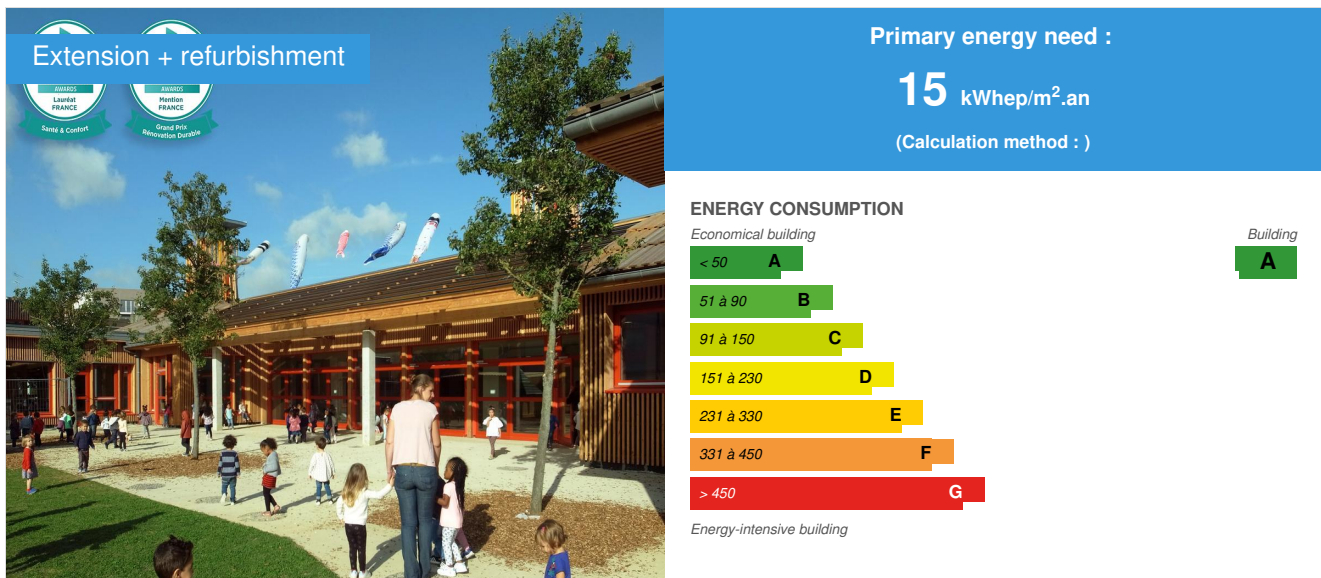 Extension + refurbishment
AWARDS
Lauréat
FRANCE
Santé & Confort
AWARDS
Mention
FRANCE
Grand Prix
Rénovation Durable
Primary energy need :
15 kWhep/m².an
(Calculation method : )
ENERGY CONSUMPTION
Economical building
Building
< 50 A
A
51 à 90 B
91 à 150 C
151 à 230 D
231 à 330 E
331 à 450 F
> 450 G
Energy-intensive building